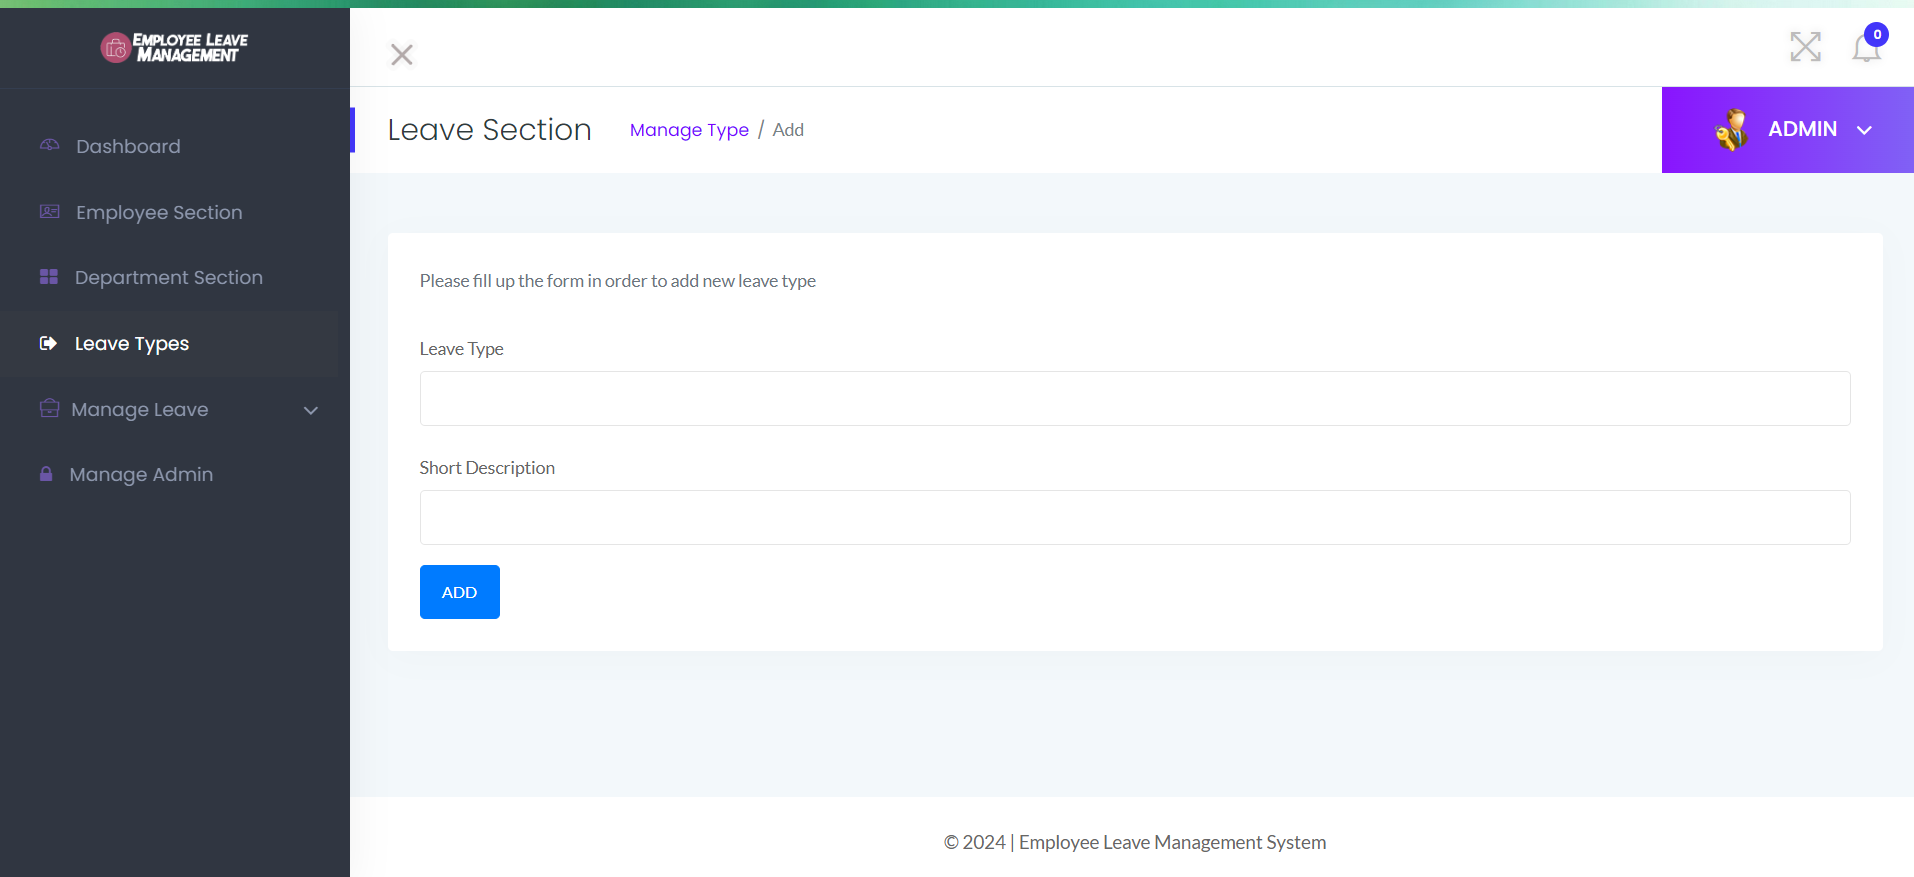 EMPLOYEE LEAVE
MANAGEMENT
Dashboard
Employee Section
Department Section
Leave Types
Manage Leave
Manage Admin
0
Leave Section
Manage Type / Add
ADMIN
Please fill up the form in order to add new leave type
Leave Type
Short Description
ADD
© 2024 | Employee Leave Management System